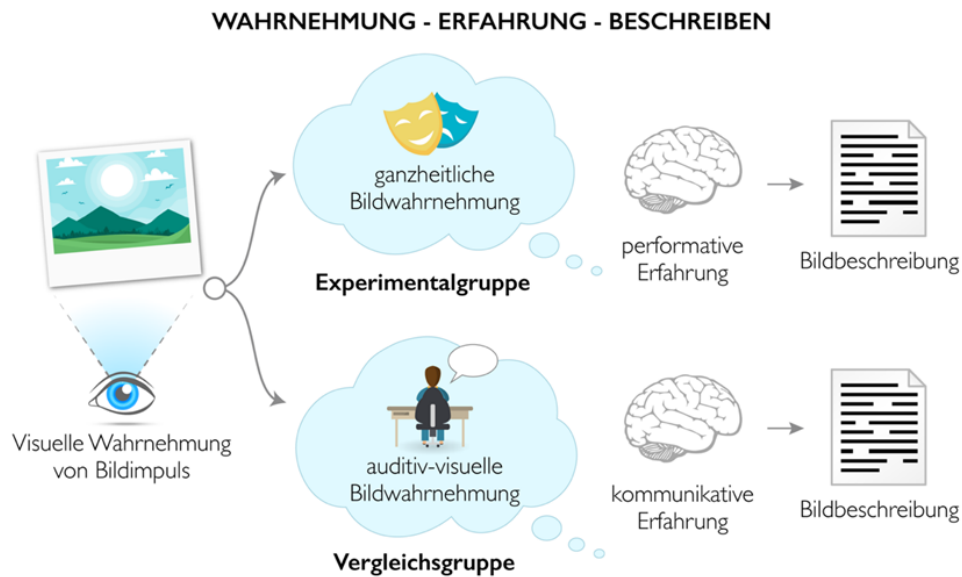 WAHRNEHMUNG - ERFAHRUNG - BESCHREIBEN
Visuelle Wahrnehmung
von Bildimpuls
ganzheitliche
Bildwahrnehmung
Experimentalgruppe
performative
Erfahrung
Bildbeschreibung
auditiv-visuelle
Bildwahrnehmung
Vergleichsgruppe
kommunikative
Erfahrung
Bildbeschreibung